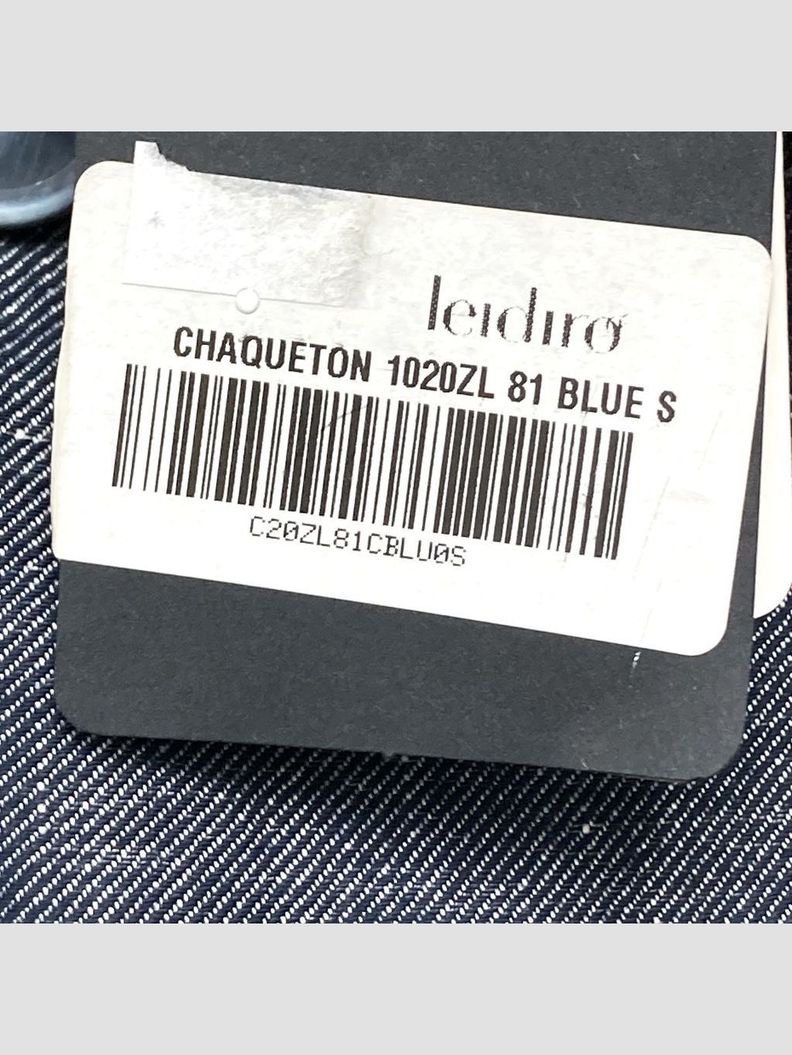 leidiro
CHAQUETON 1020ZL 81 BLUE S
C20ZL81CBLU0S